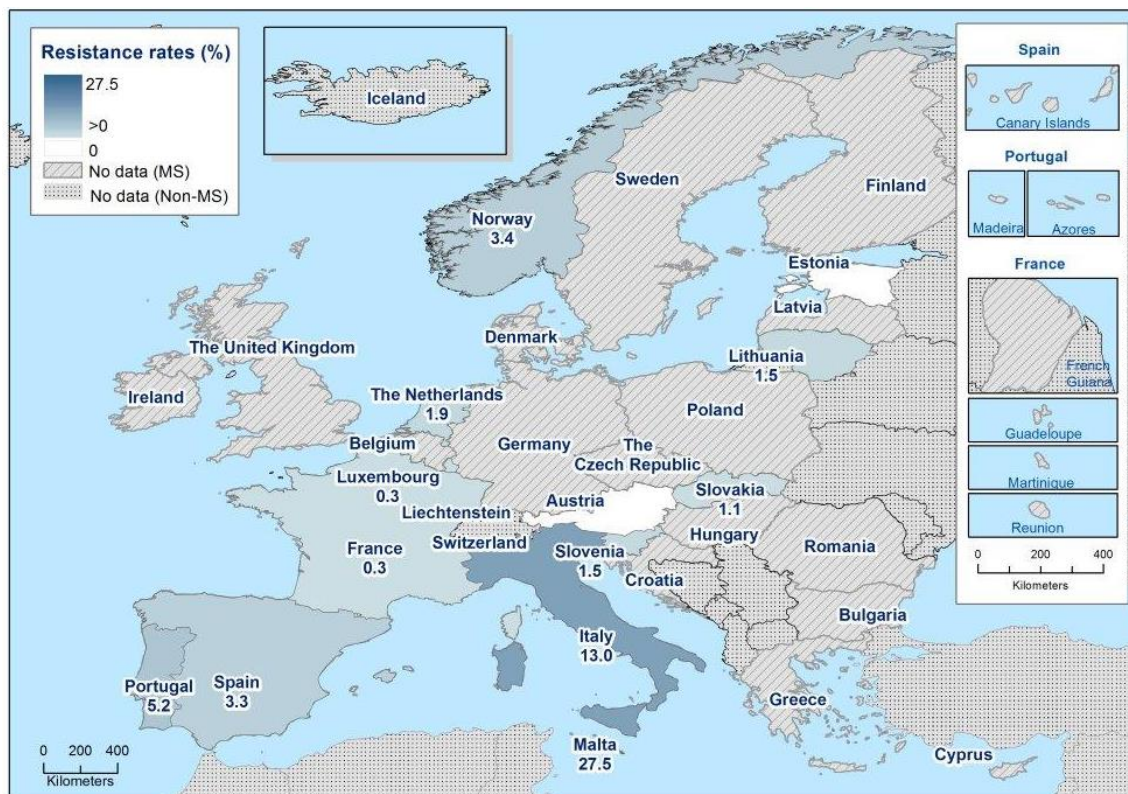 Resistance rates (%)
27.5
>0
0
No data (MS)
No data (Non-MS)
Iceland
Spain
Canary Islands
Portugal
Madeira
Azores
France
French
Guiana
Guadeloupe
Martinique
Reunion
0 200 400
Kilometers
Sweden
Finland
Norway
3.4
Estonia
Latvia
Denmark
The United Kingdom
Lithuania
1.5
Ireland
The Netherlands
1.9
Poland
Belgium
Germany
The
Czech Republic
Luxembourg
0.3
Slovakia
1.1
Austria
Liechtenstein
Switzerland
Hungary
Romania
France
0.3
Slovenia
1.5
Croatia
Bulgaria
Italy
13.0
Portugal
5.2
Spain
3.3
Greece
Malta
27.5
Cyprus
0 200 400
Kilometers